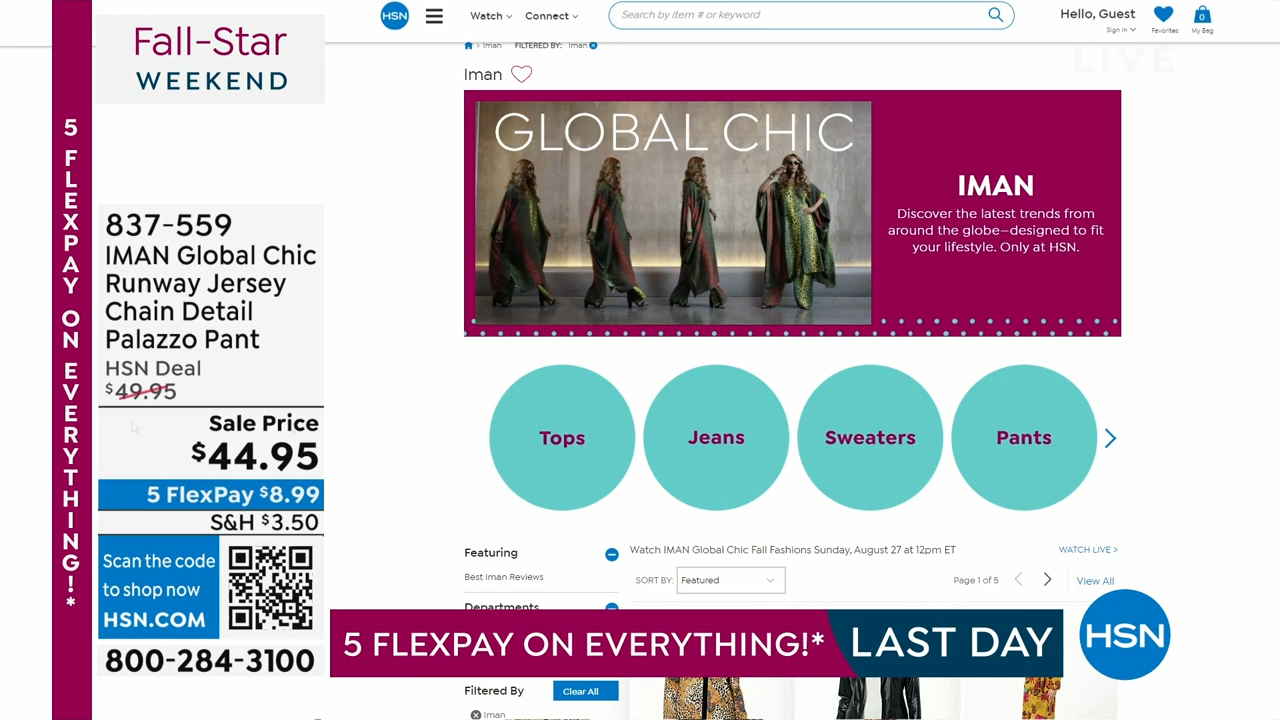 Fall-Star
WEEKEND
5 FLEXPAY ON EVERYTHING!*
837-559
IMAN Global Chic
Runway Jersey
Chain Detail
Palazzo Pant
HSN Deal
$49.95
Sale Price
$44.95
5 FlexPay $8.99
S&H $3.50
Scan the code
to shop now
HSN.COM
800-284-3100
HSN
Watch
Connect
Search by item # or keyword
Hello, Guest
Sign In
Favorites
0
My Bag
LIVE
> Iman FILTERED BY: Iman
Iman
GLOBAL CHIC
IMAN
Discover the latest trends from
around the globe—designed to fit
your lifestyle. Only at HSN.
Tops
Jeans
Sweaters
Pants
Featuring
Watch IMAN Global Chic Fall Fashions Sunday, August 27 at 12pm ET
WATCH LIVE >
Best Iman Reviews
SORT BY: Featured
Page 1 of 5
View All
Departments
5 FLEXPAY ON EVERYTHING!*
LAST DAY
HSN
Filtered By
Clear All
Iman